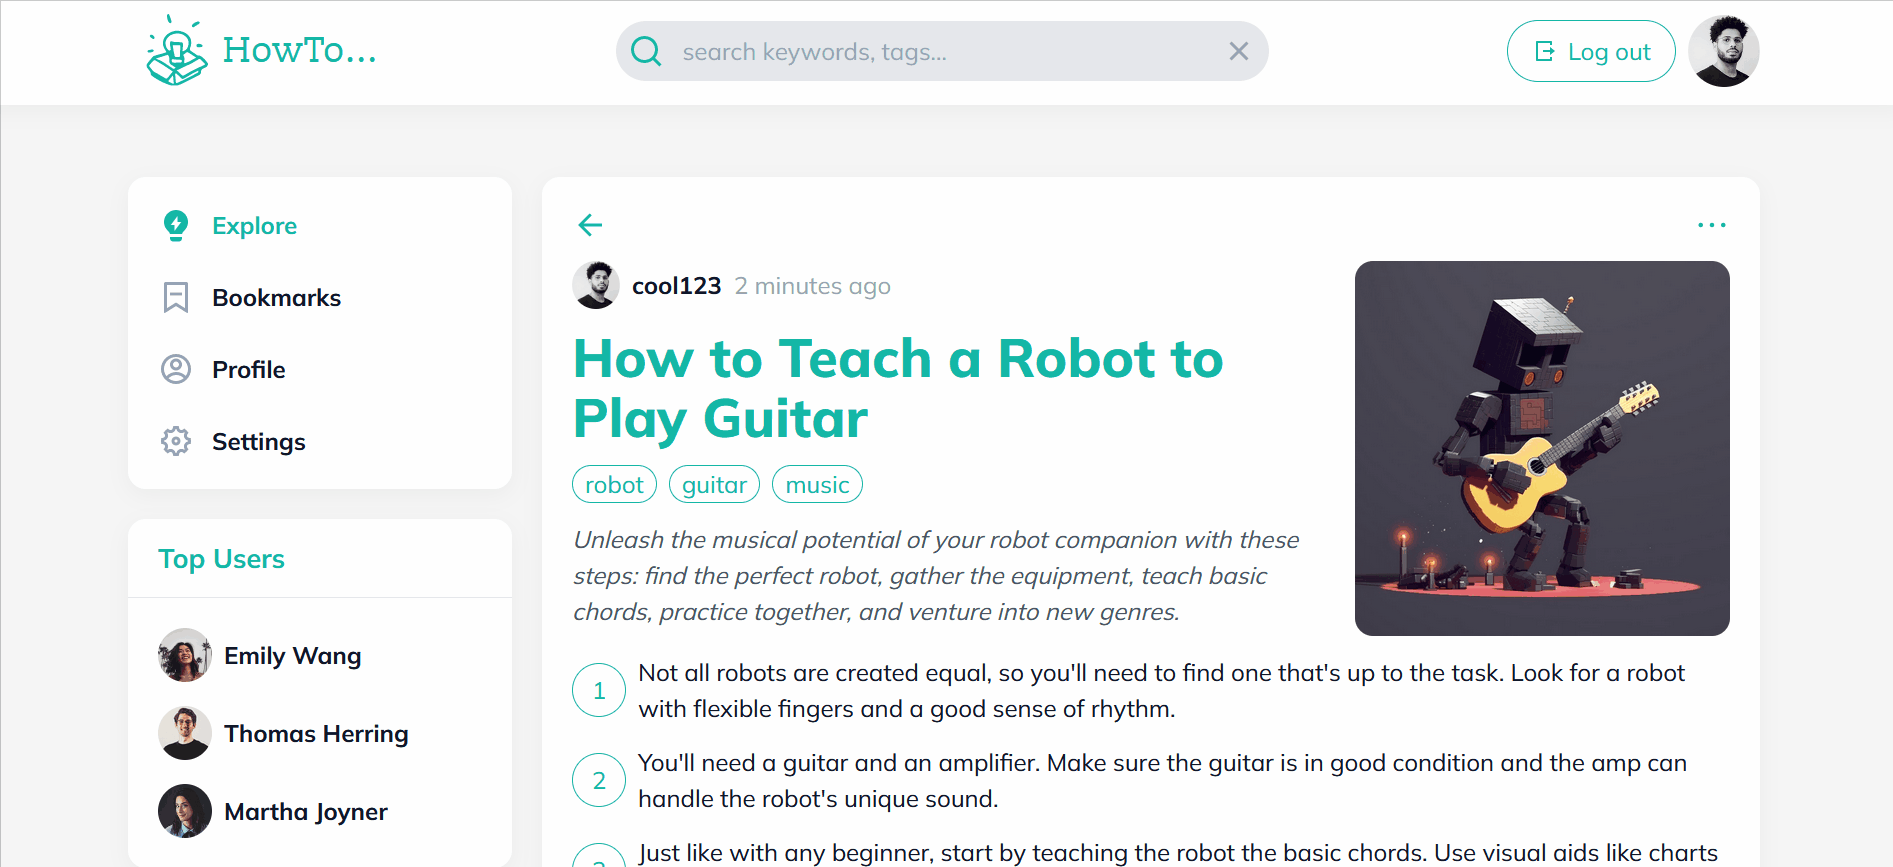 HowTo...
search keywords, tags...
Log out
Explore
Bookmarks
Profile
Settings
Top Users
Emily Wang
Thomas Herring
Martha Joyner
cool123 2 minutes ago
How to Teach a Robot to
Play Guitar
robot guitar music
Unleash the musical potential of your robot companion with these
steps: find the perfect robot, gather the equipment, teach basic
chords, practice together, and venture into new genres.
1 Not all robots are created equal, so you'll need to find one that's up to the task. Look for a robot
with flexible fingers and a good sense of rhythm.
2 You'll need a guitar and an amplifier. Make sure the guitar is in good condition and the amp can
handle the robot's unique sound.
3 Just like with any beginner, start by teaching the robot the basic chords. Use visual aids like charts